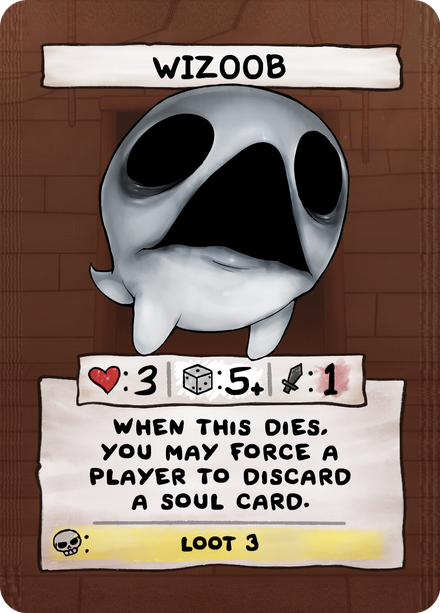 WIZOOB
:3 :5+ :1
WHEN THIS DIES,
YOU MAY FORCE A
PLAYER TO DISCARD
A SOUL CARD.
: LOOT 3